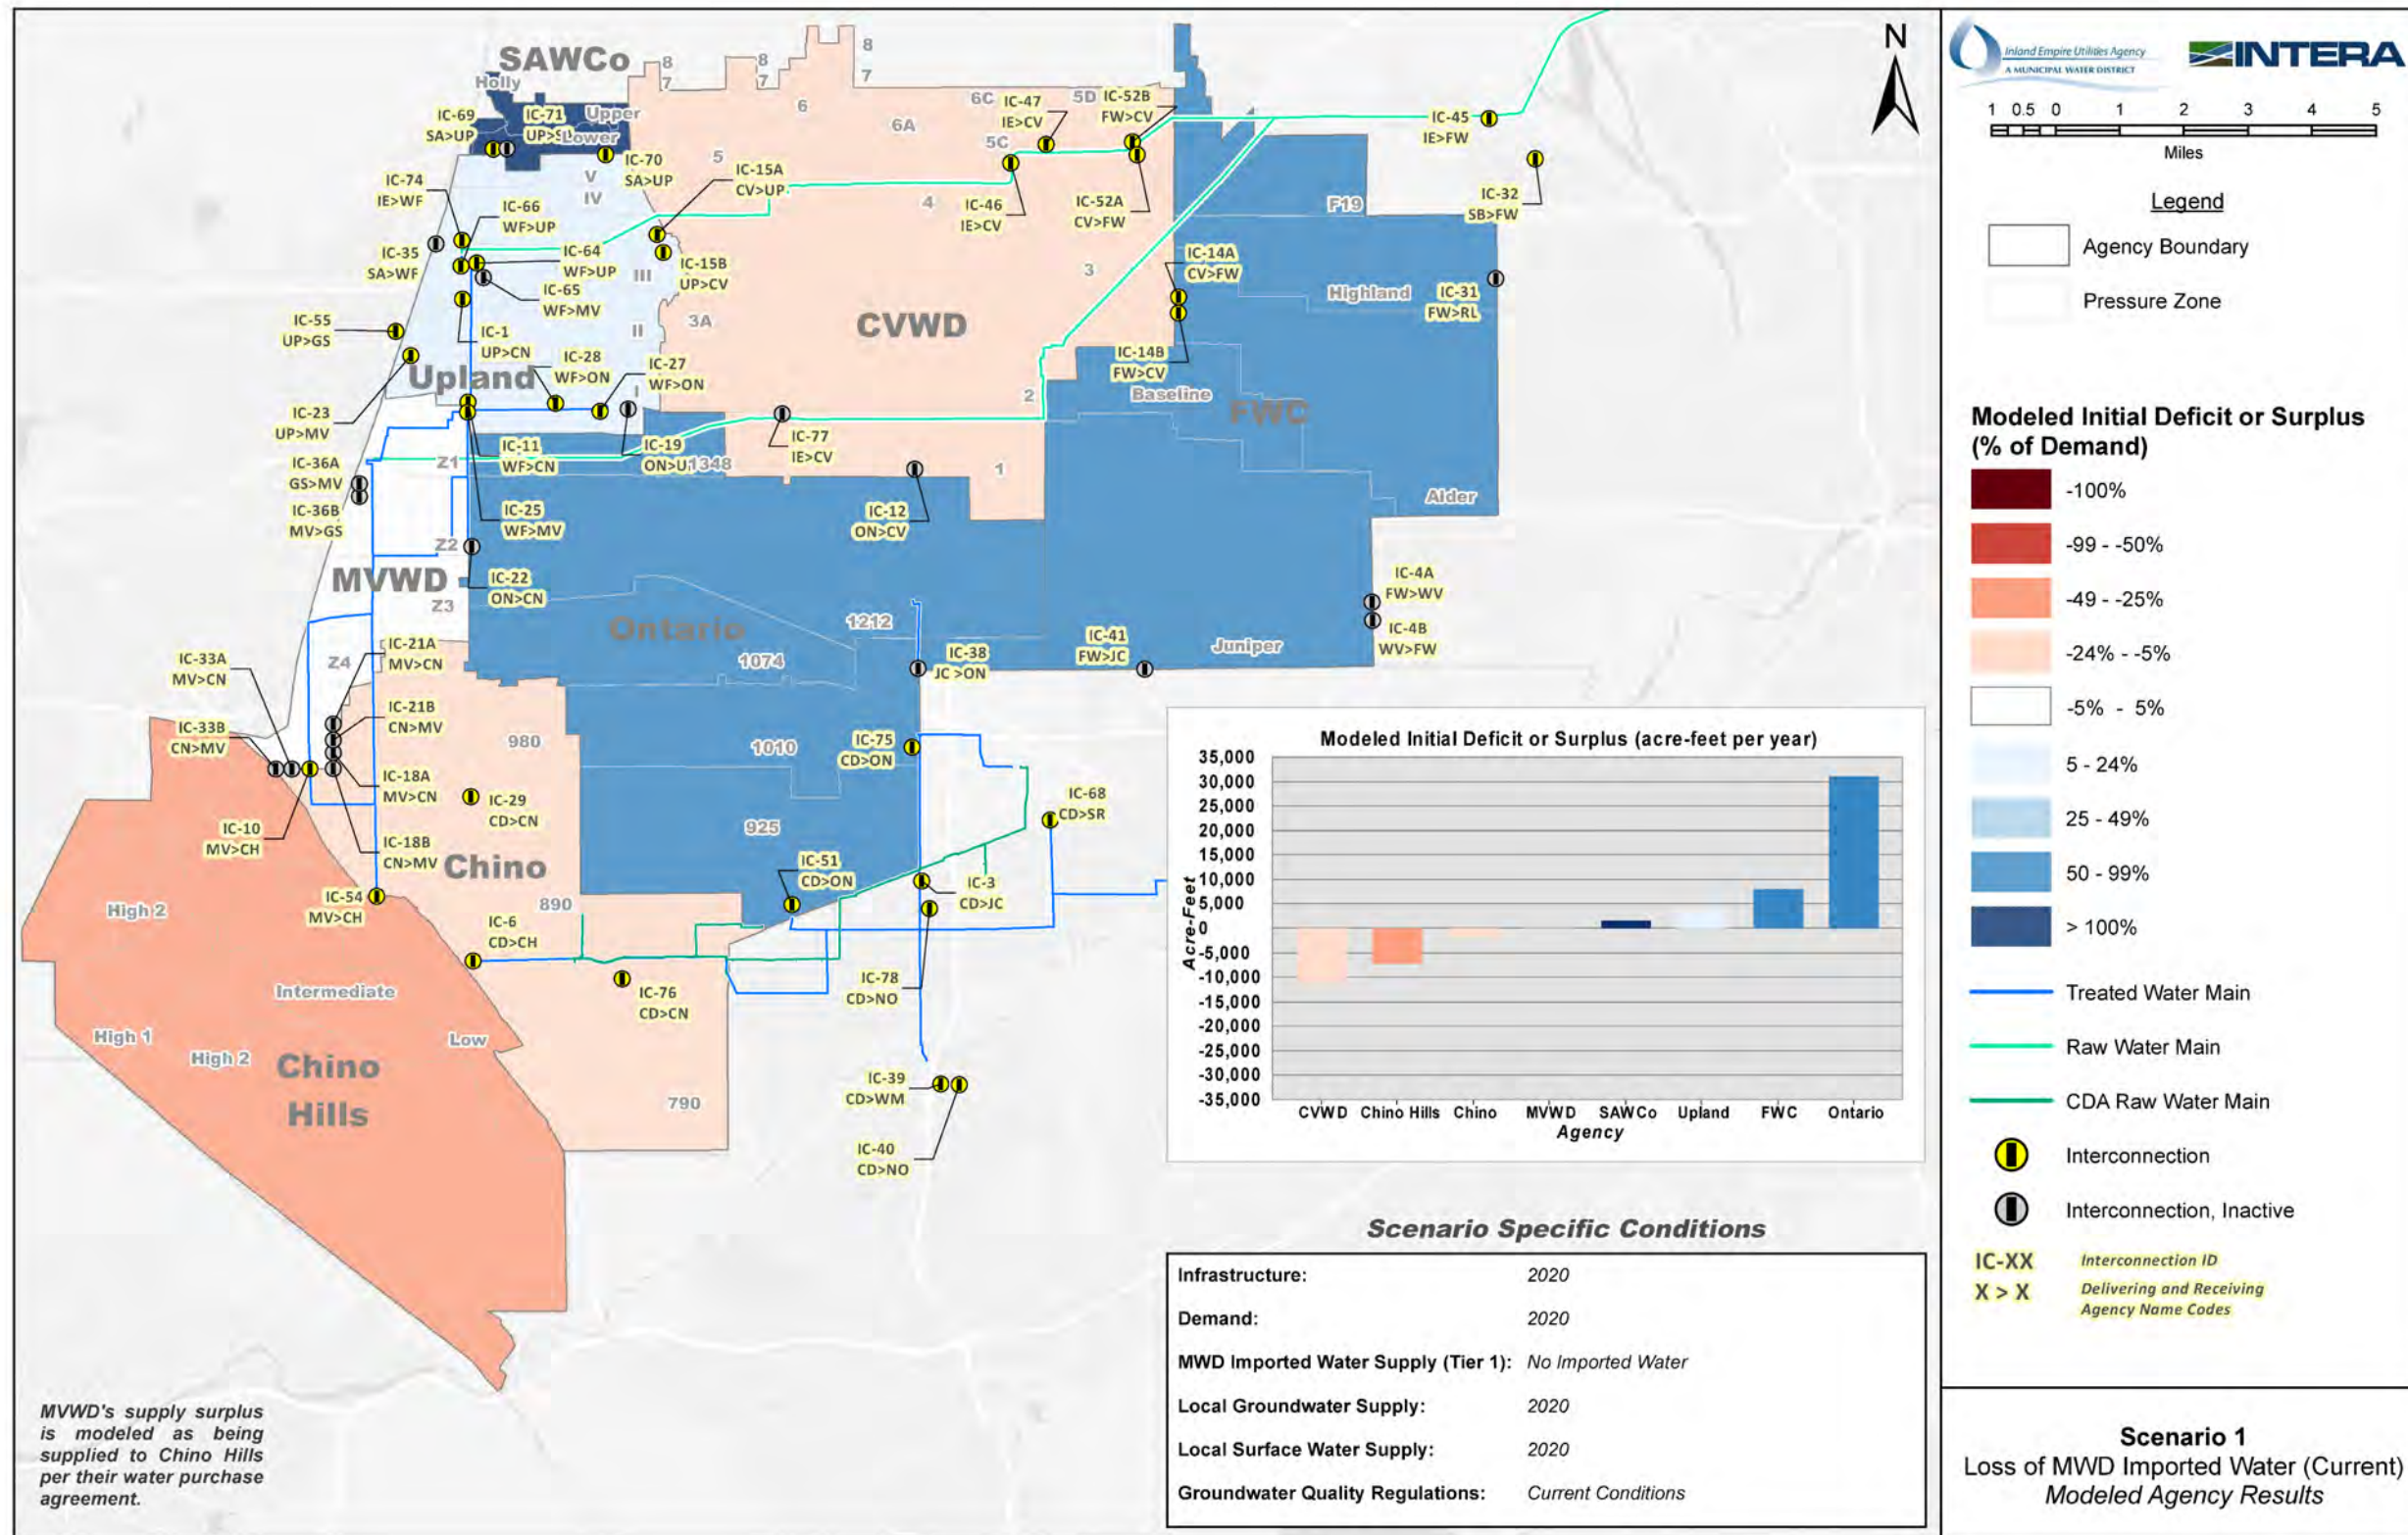 SAWCo
Holly
Upper
Lower
8
7
8
7
8
7
6
6A
6C
5D
5C
5
4
3
3A
2
1
IC-69
SA>UP
IC-71
IC-70
SA>UP
IC-47
IE>CV
IC-52B
FW>CV
IC-45
IE>FW
IC-74
IE>WF
IC-66
WF>UP
IC-15A
CV>UP
IC-46
IE>CV
IC-52A
CV>FW
IC-32
SB>FW
F19
V
IV
III
II
I
IC-35
SA>WF
IC-64
WF>UP
IC-15B
UP>CV
IC-14A
CV>FW
IC-65
WF>MV
Highland
IC-31
FW>RL
IC-55
UP>GS
IC-1
UP>CN
CVWD
IC-28
WF>ON
IC-27
WF>ON
IC-14B
FW>CV
Upland
Baseline
FWC
IC-23
UP>MV
IC-11
WF>CN
IC-19
IC-77
IE>CV
Z1
1348
IC-36A
GS>MV
IC-36B
MV>GS
IC-25
WF>MV
IC-12
ON>CV
Alder
Z2
MVWD
IC-22
ON>CN
Z3
IC-4A
FW>WV
IC-4B
WV>FW
Ontario
1212
1074
IC-38
JC >ON
IC-41
FW>JC
Juniper
IC-33A
MV>CN
Z4
IC-21A
MV>CN
IC-33B
CN>MV
IC-21B
CN>MV
980
1010
IC-75
CD>ON
IC-18A
MV>CN
IC-29
CD>CN
IC-10
MV>CH
IC-18B
CN>MV
925
IC-68
CD>SR
Chino
IC-51
CD>ON
IC-3
CD>JC
IC-54
MV>CH
High 2
890
IC-6
CD>CH
Intermediate
IC-76
CD>CN
IC-78
CD>NO
High 1
High 2
Low
Chino
Hills
790
IC-39
CD>WM
IC-40
CD>NO
N
Modeled Initial Deficit or Surplus (acre-feet per year)
35,000
30,000
25,000
20,000
15,000
10,000
5,000
0
-5,000
-10,000
-15,000
-20,000
-25,000
-30,000
-35,000
Acre-Feet
CVWD Chino Hills Chino MVWD SAWCo Upland FWC Ontario
Agency
Scenario Specific Conditions
Infrastructure: 2020
Demand: 2020
MWD Imported Water Supply (Tier 1): No Imported Water
Local Groundwater Supply: 2020
Local Surface Water Supply: 2020
Groundwater Quality Regulations: Current Conditions
MVWD's supply surplus
is modeled as being
supplied to Chino Hills
per their water purchase
agreement.
Inland Empire Utilities Agency
A MUNICIPAL WATER DISTRICT
INTERA
1 0.5 0 1 2 3 4 5
Miles
Legend
Agency Boundary
Pressure Zone
Modeled Initial Deficit or Surplus
(% of Demand)
-100%
-99 - -50%
-49 - -25%
-24% - -5%
-5% - 5%
5 - 24%
25 - 49%
50 - 99%
> 100%
Treated Water Main
Raw Water Main
CDA Raw Water Main
Interconnection
Interconnection, Inactive
IC-XX Interconnection ID
X > X Delivering and Receiving
Agency Name Codes
Scenario 1
Loss of MWD Imported Water (Current)
Modeled Agency Results